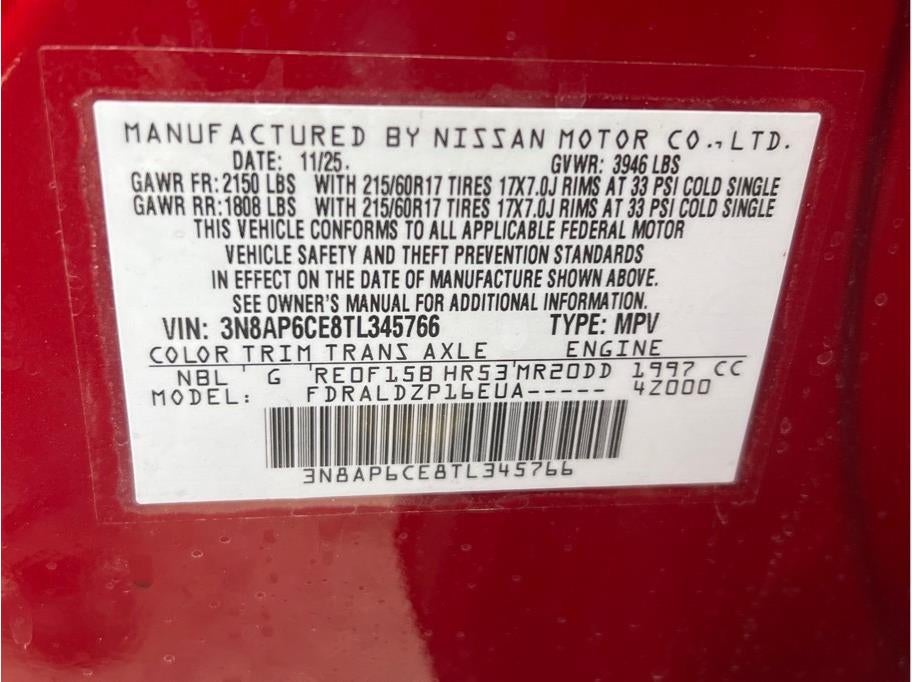 MANUFACTURED BY NISSAN MOTOR CO., LTD.
DATE: 11/25. GVWR: 3946 LBS
GAWR FR: 2150 LBS WITH 215/60R17 TIRES 17X7.0J RIMS AT 33 PSI COLD SINGLE
GAWR RR: 1808 LBS WITH 215/60R17 TIRES 17X7.0J RIMS AT 33 PSI COLD SINGLE
THIS VEHICLE CONFORMS TO ALL APPLICABLE FEDERAL MOTOR
VEHICLE SAFETY AND THEFT PREVENTION STANDARDS
IN EFFECT ON THE DATE OF MANUFACTURE SHOWN ABOVE.
SEE OWNER'S MANUAL FOR ADDITIONAL INFORMATION.
VIN: 3N8AP6CE8TL345766 TYPE: MPV
COLOR TRIM TRANS AXLE ENGINE
NBL ' G ' RE0F15B HR53 ' MR20DD 1997 CC
MODEL: FDRALDZP16EUA----- 4Z000
3N8AP6CE8TL345766